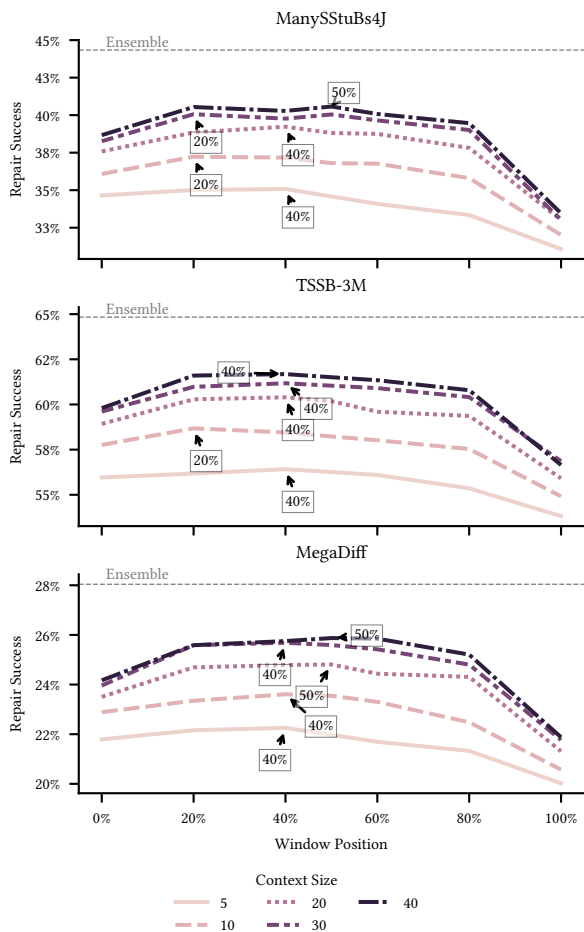 ManySStuBs4J
45%
Ensemble
43%
50%
40%
20%
40%
38%
20%
35%
40%
33%
Repair Success
TSSB-3M
65%
Ensemble
62%
40%
60%
40%
40%
58%
20%
55%
40%
Repair Success
MegaDiff
28%
Ensemble
26%
50%
40%
24%
50%
40%
22%
40%
20%
Repair Success
0% 20% 40% 60% 80% 100%
Window Position
Context Size
5 20 40
10 30